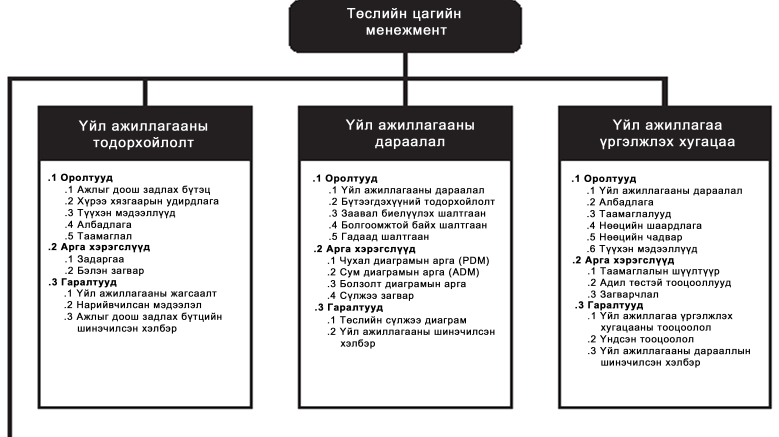 Төслийн цагийн
менежмент
Үйл ажиллагааны
тодорхойлолт
.1 Оролтууд
.1 Ажлыг доош задлах бүтэц
.2 Хүрээ хязгаарын удирдлага
.3 Түүхэн мэдээллүүд
.4 Албадлага
.5 Таамаглал
.2 Арга хэрэгслүүд
.1 Задаргаа
.2 Бэлэн загвар
.3 Гаралтууд
.1 Үйл ажиллагааны жагсаалт
.2 Нарийвчилсан мэдээлэл
.3 Ажлыг доош задлах бүтцийн
шинэчилсэн хэлбэр
Үйл ажиллагааны
дараалал
.1 Оролтууд
.1 Үйл ажиллагааны дараалал
.2 Бүтээгдэхүүний тодорхойлолт
.3 Заавал биелүүлэх шалтгаан
.4 Болгоомжтой байх шалтгаан
.5 Гадаад шалтгаан
.2 Арга хэрэгслүүд
.1 Чухал диаграмын арга (PDM)
.2 Сум диаграмын арга (ADM)
.3 Болзолт диаграмын арга
.4 Сүлжээ загвар
.3 Гаралтууд
.1 Төслийн сүлжээ диаграм
.2 Үйл ажиллагааны шинэчилсэн
хэлбэр
Үйл ажиллагаа
үргэлжлэх хугацаа
.1 Оролтууд
.1 Үйл ажиллагааны дараалал
.2 Албадлага
.3 Таамаглалууд
.4 Нөөцийн шаардлага
.5 Нөөцийн чадвар
.6 Түүхэн мэдээллүүд
.2 Арга хэрэгслүүд
.1 Таамаглалын шүүлтүүр
.2 Адил төстэй тооцооллууд
.3 Загварчлал
.3 Гаралтууд
.1 Үйл ажиллагаа үргэлжлэх
хугацааны тооцоолол
.2 Үндсэн тооцоолол
.3 Үйл ажиллагааны дарааллын
шинэчилсэн хэлбэр